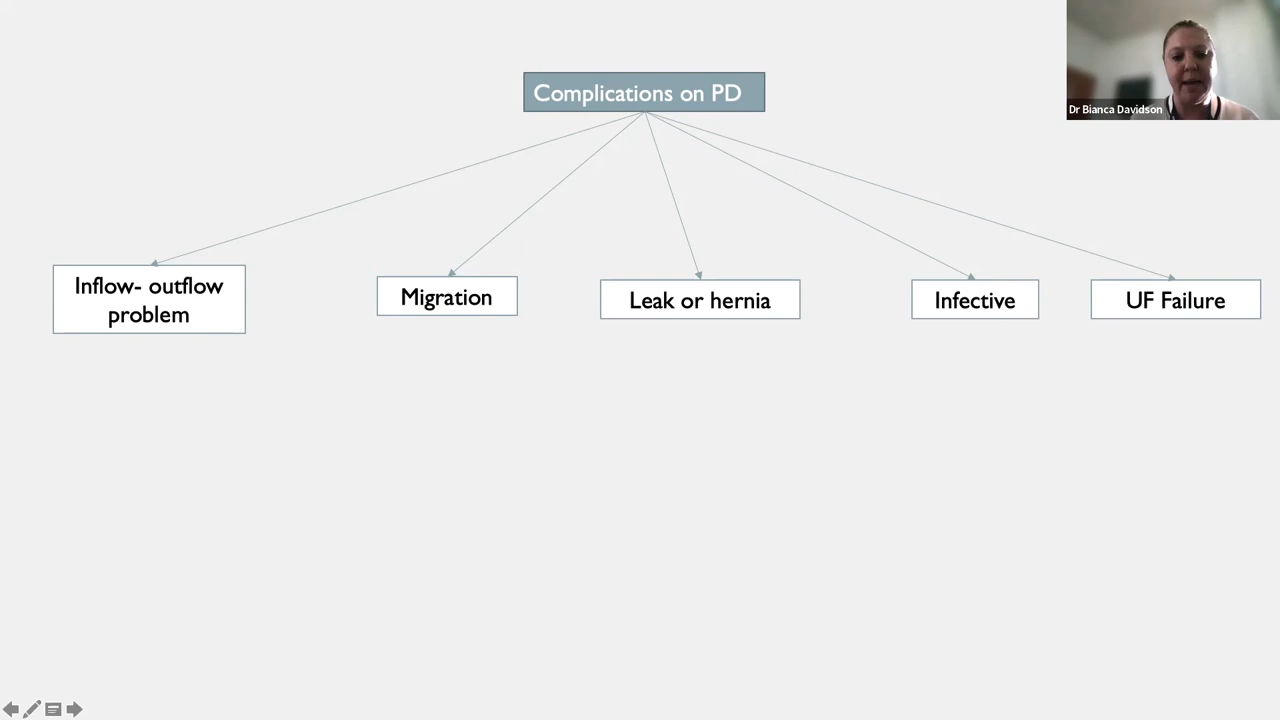 Complications on PD
Dr Bianca Davidson
Inflow- outflow
problem
Migration
Leak or hernia
Infective
UF Failure